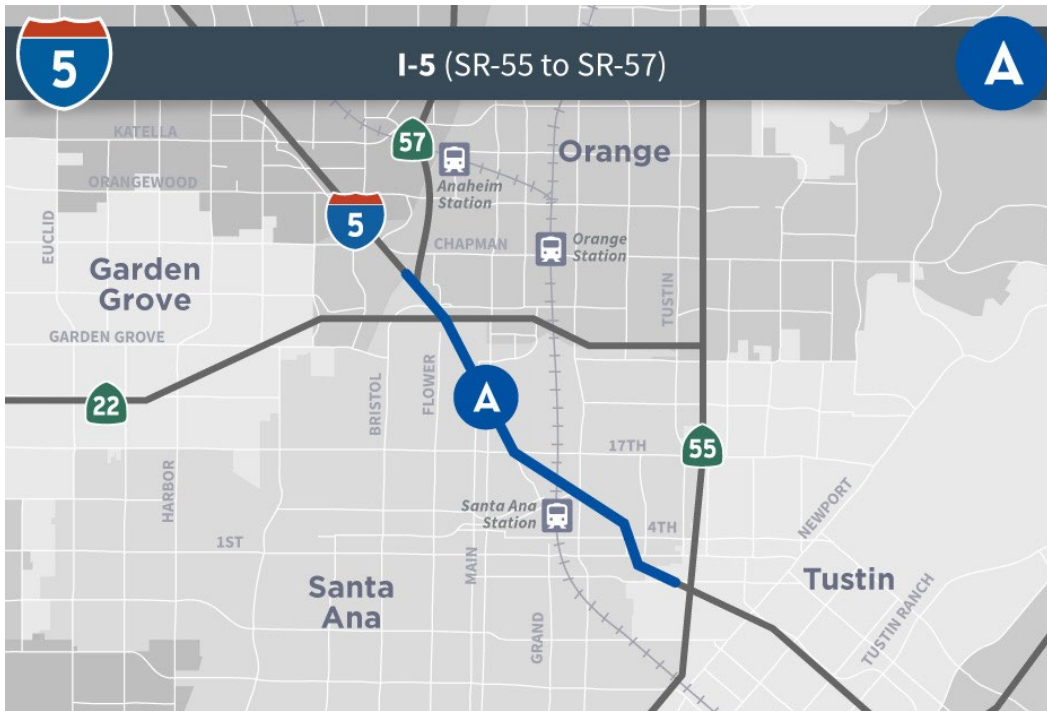 5
I-5 (SR-55 to SR-57)
A
KATELLA
57
Orange
ORANGEWOOD
Anaheim
Station
5
EUCLID
CHAPMAN
Orange
Station
Garden
Grove
TUSTIN
GARDEN GROVE
FLOWER
BRISTOL
A
22
17TH
55
HARBOR
NEWPORT
Santa Ana
Station
4TH
1ST
MAIN
Santa
Ana
Tustin
GRAND
TUSTIN RANCH